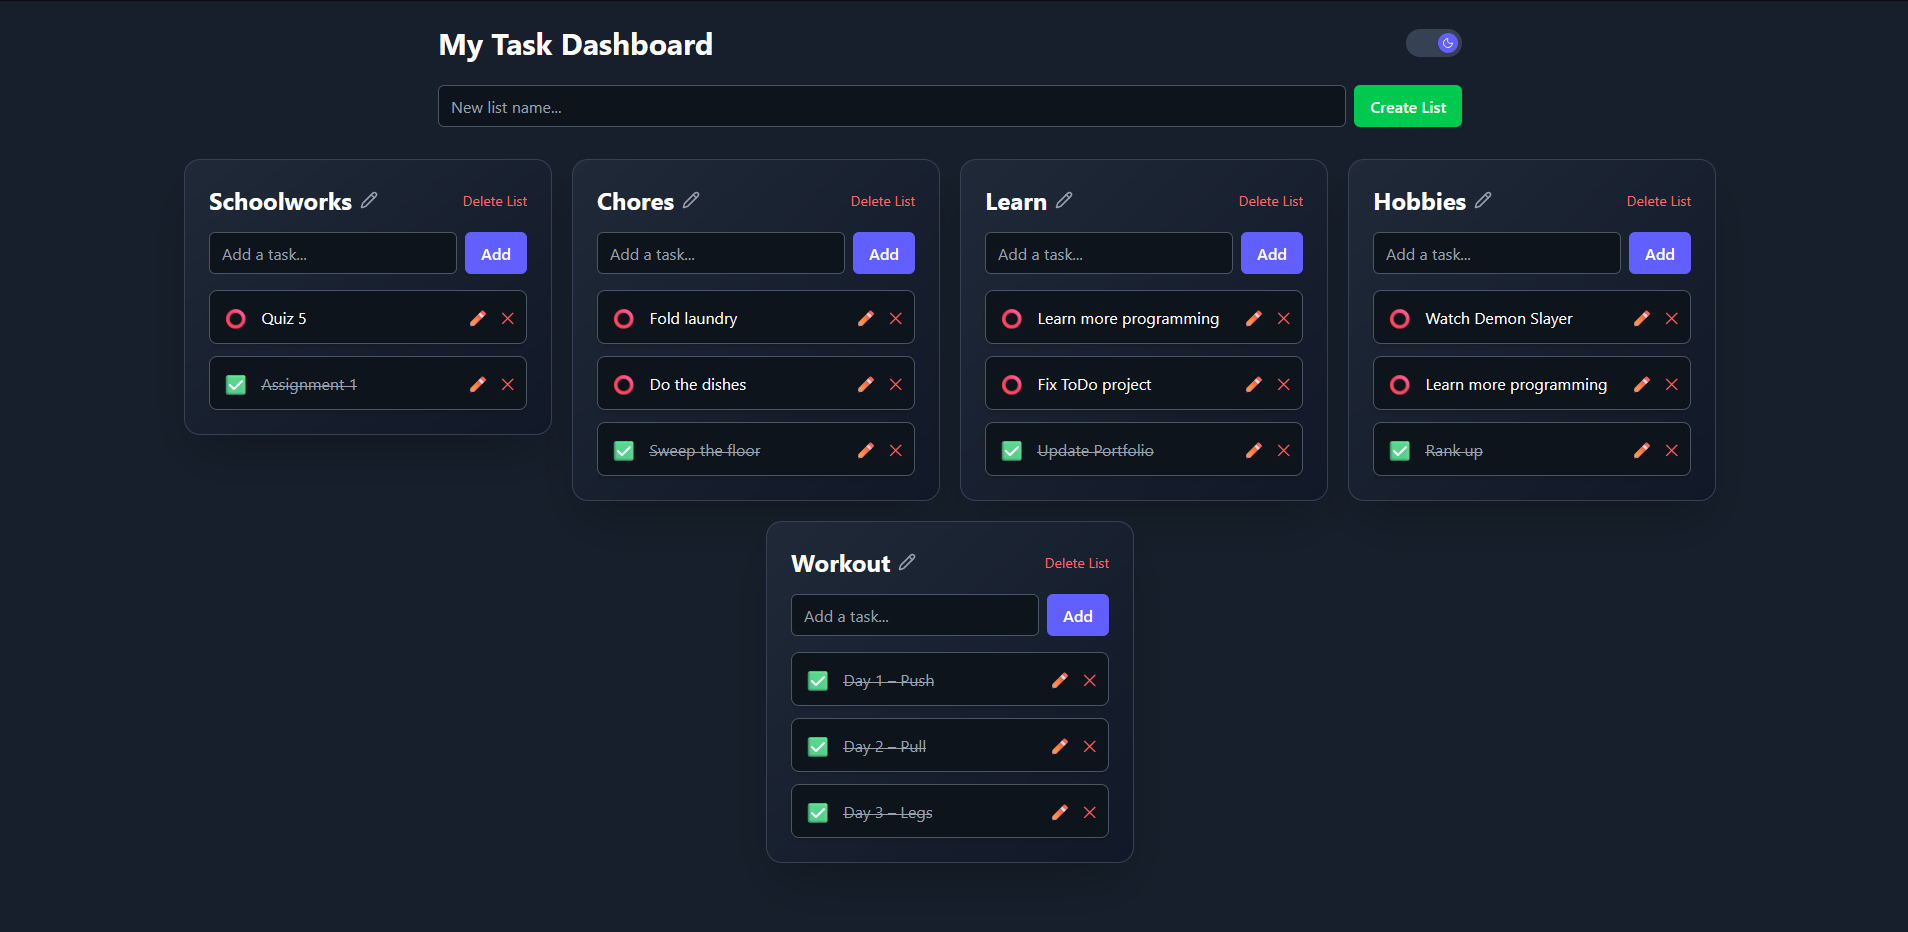 My Task Dashboard
New list name...
Create List
Schoolworks
Delete List
Add a task...
Add
Quiz 5
Assignment 1
Chores
Delete List
Add a task...
Add
Fold laundry
Do the dishes
Sweep the floor
Learn
Delete List
Add a task...
Add
Learn more programming
Fix ToDo project
Update Portfolio
Hobbies
Delete List
Add a task...
Add
Watch Demon Slayer
Learn more programming
Rank up
Workout
Delete List
Add a task...
Add
Day 1 – Push
Day 2 – Pull
Day 3 – Legs